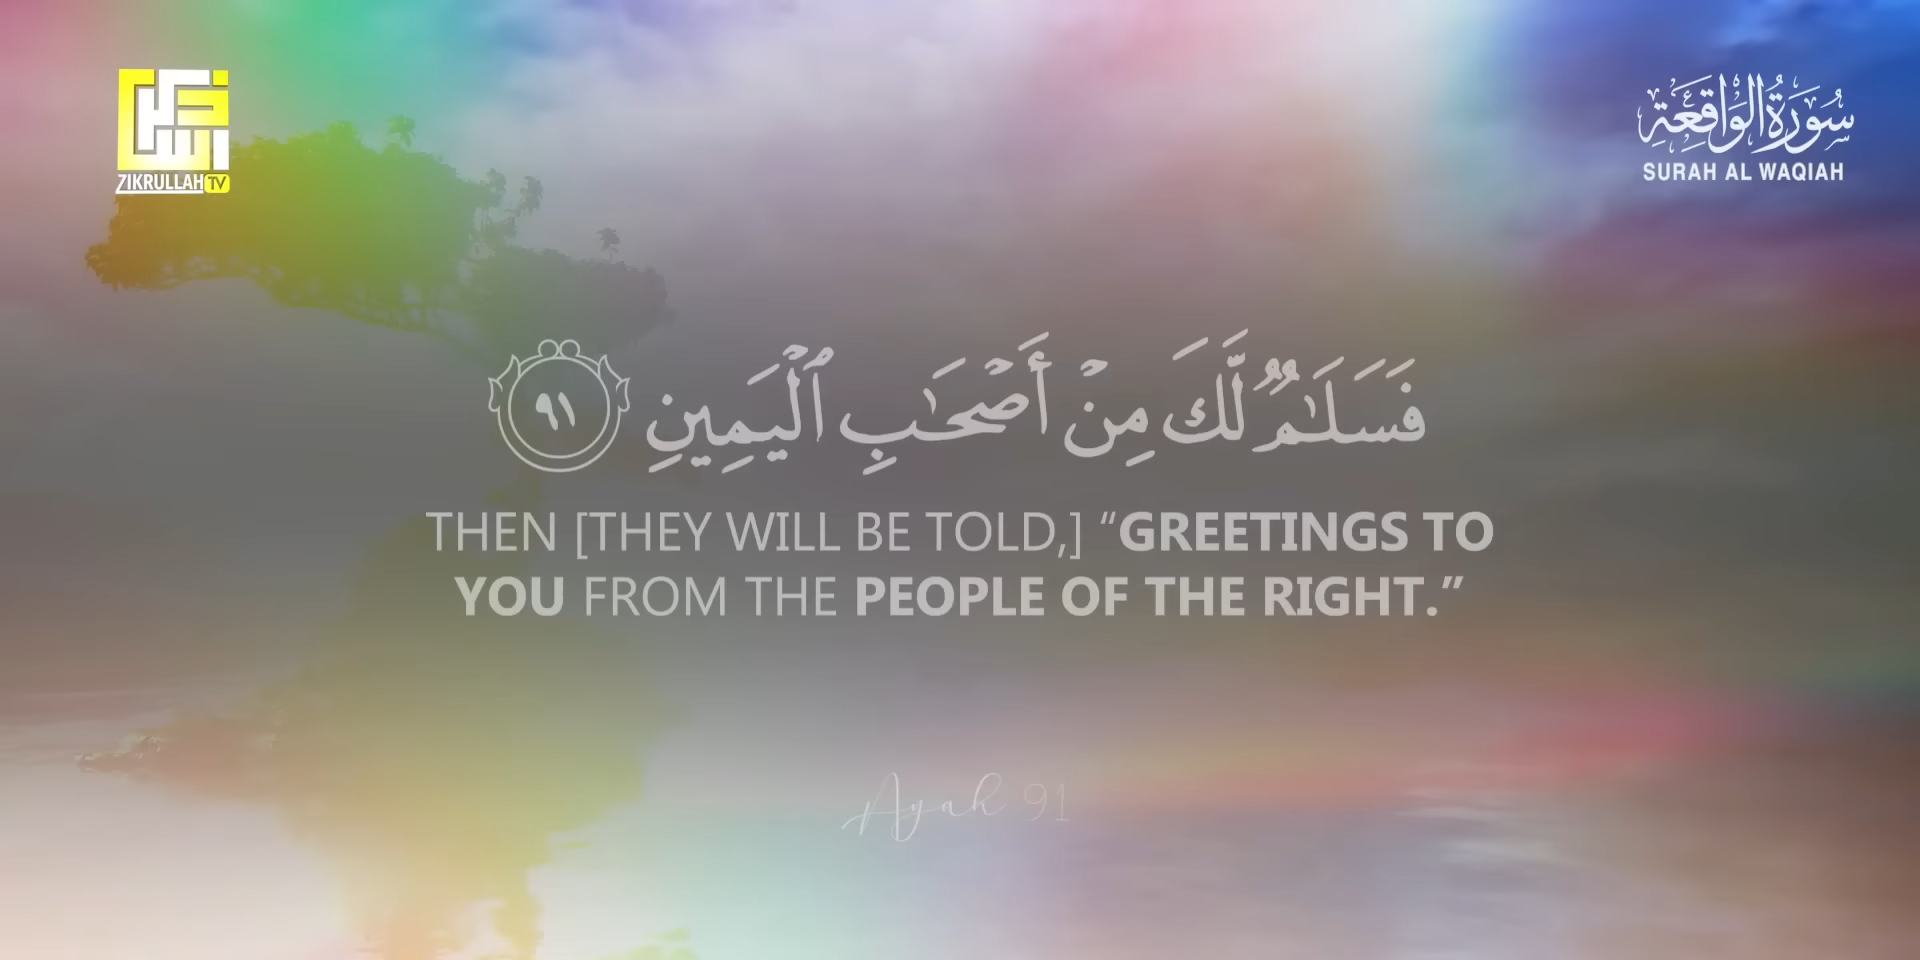 ZIKRULLAH TV
سُورَةُ الْوَاقِعَة
SURAH AL WAQIAH
فَسَلَٰمٌ لَّكَ مِنْ أَصْحَٰبِ ٱلْيَمِينِ ٩١
THEN [THEY WILL BE TOLD,] “GREETINGS TO
YOU FROM THE PEOPLE OF THE RIGHT.”
Ayah 91